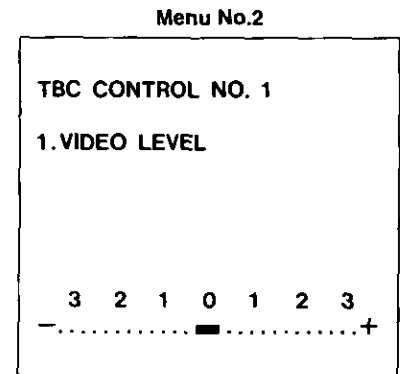 Menu No.2
TBC CONTROL NO. 1
1.VIDEO LEVEL
3 2 1 0 1 2 3
−...........▬...........+